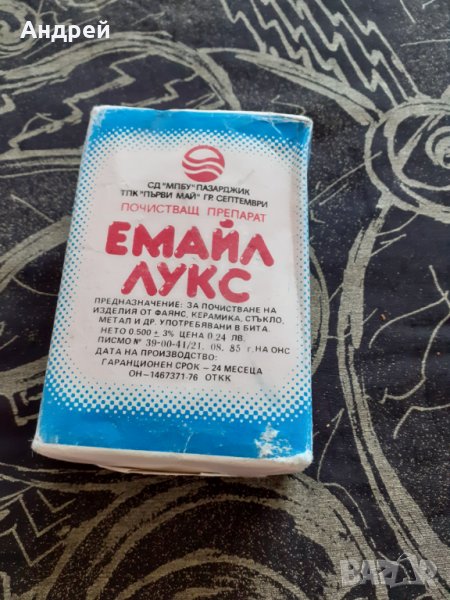 Андрей
СД "МПБУ" ПАЗАРДЖИК
ТПК "ПЪРВИ МАЙ" ГР. СЕПТЕМВРИ
ПОЧИСТВАЩ ПРЕПАРАТ
ЕМАЙЛ
ЛУКС
ПРЕДНАЗНАЧЕНИЕ: ЗА ПОЧИСТВАНЕ НА
ИЗДЕЛИЯ ОТ ФАЯНС, КЕРАМИКА, СТЪКЛО,
МЕТАЛ И ДР. УПОТРЕБЯВАНИ В БИТА.
НЕТО 0.500 ± 3% ЦЕНА 0.24 ЛВ.
ПИСМО № 39-00-41/21. 08. 85 г, НА ОНС
ДАТА НА ПРОИЗВОДСТВО:
ГАРАНЦИОНЕН СРОК – 24 МЕСЕЦА
ОН–1467371-76 ОТКК
BAZAR.BG